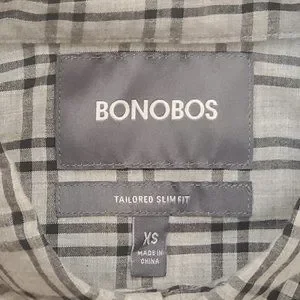 BONOBOS
TAILORED SLIM FIT
XS
MADE IN
CHINA